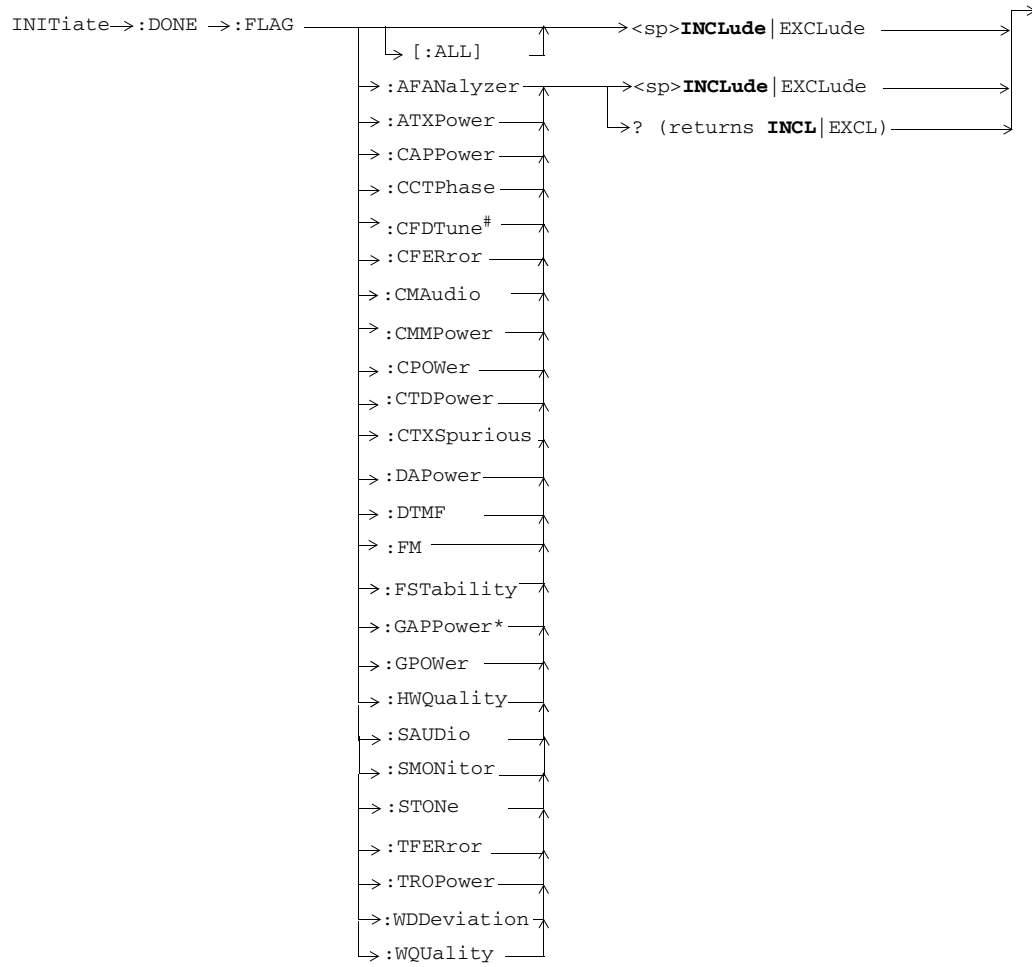 INITiate :DONE :FLAG <sp>INCLude|EXCLude
[:ALL]
:AFANalyzer <sp>INCLude|EXCLude
:ATXPower ? (returns INCL|EXCL)
:CAPPower
:CCTPhase
:CFDTune#
:CFERror
:CMAudio
:CMMPower
:CPOWer
:CTDPower
:CTXSpurious
:DAPower
:DTMF
:FM
:FSTability
:GAPPower*
:GPOWer
:HWQuality
:SAUDio
:SMONitor
:STONe
:TFERror
:TROPower
:WDDeviation
:WQUality